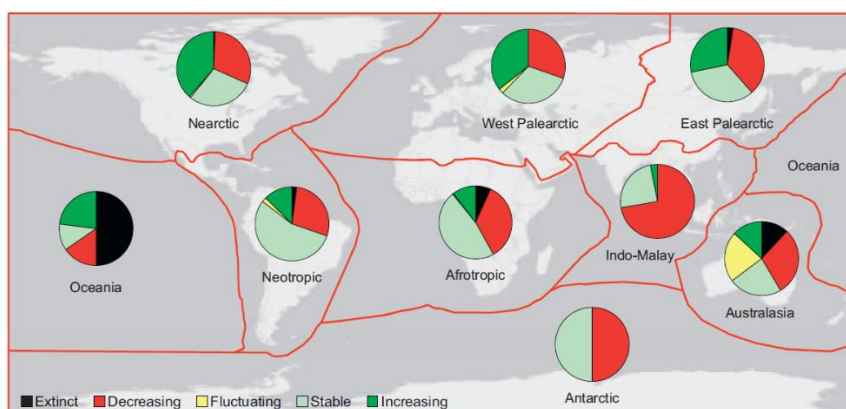 Nearctic
West Palearctic
East Palearctic
Oceania
Oceania
Neotropic
Afrotropic
Indo-Malay
Australasia
Antarctic
Extinct Decreasing Fluctuating Stable Increasing